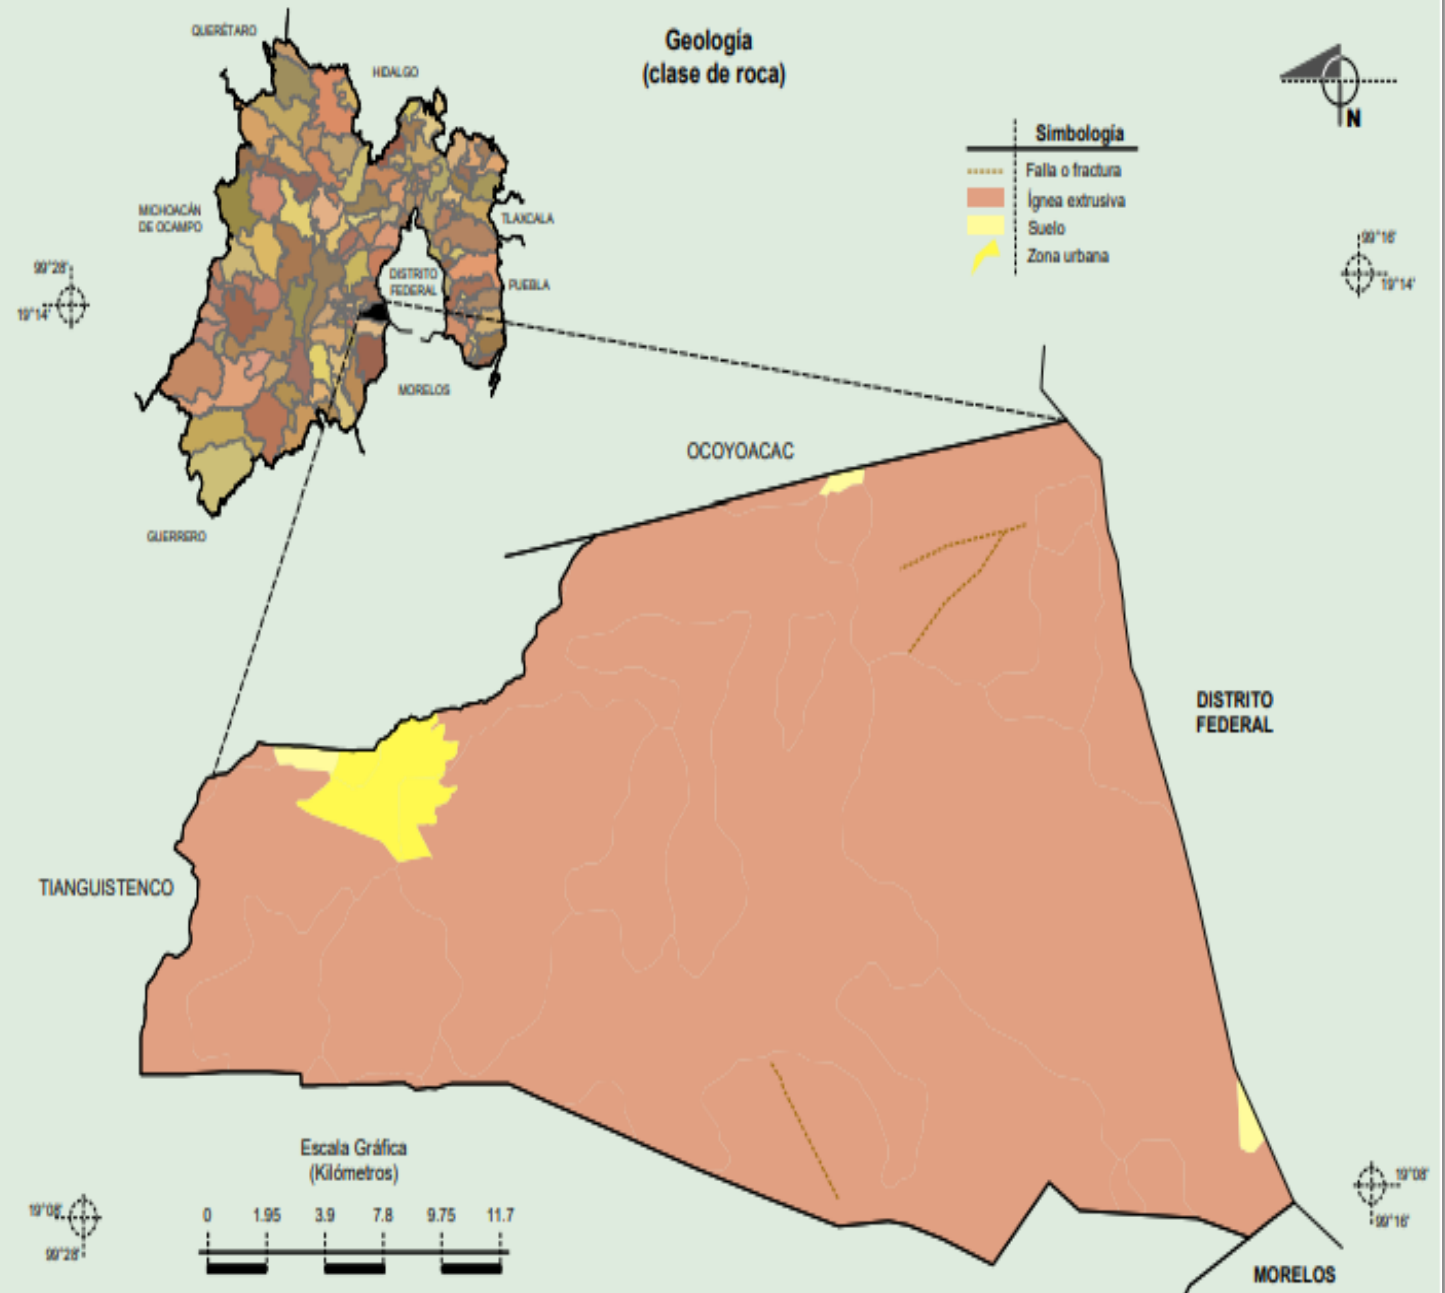 Geología
(clase de roca)
QUERÉTARO
HIDALGO
MICHOACÁN
DE OCAMPO
TLAXCALA
DISTRITO
FEDERAL
PUEBLA
MORELOS
GUERRERO
N
Simbología
Falla o fractura
Ígnea extrusiva
Suelo
Zona urbana
99°28'
19°14'
99°16'
19°14'
OCOYOACAC
DISTRITO
FEDERAL
TIANGUISTENCO
MORELOS
Escala Gráfica
(Kilómetros)
0 1.95 3.9 7.8 9.75 11.7
19°08'
99°28'
19°08'
99°16'